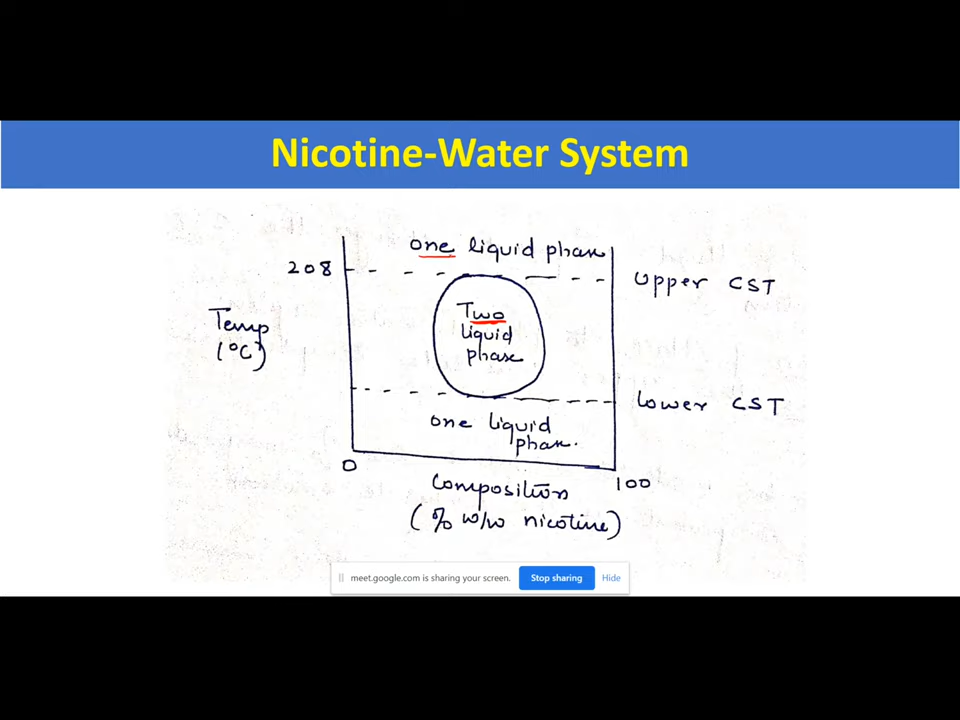 Nicotine-Water System
one liquid phase
208
Upper CST
Two
liquid
phase
Temp
(°C)
Lower CST
one liquid
phase.
0
100
Composition
(% w/w nicotine)
meet.google.com is sharing your screen.
Stop sharing
Hide